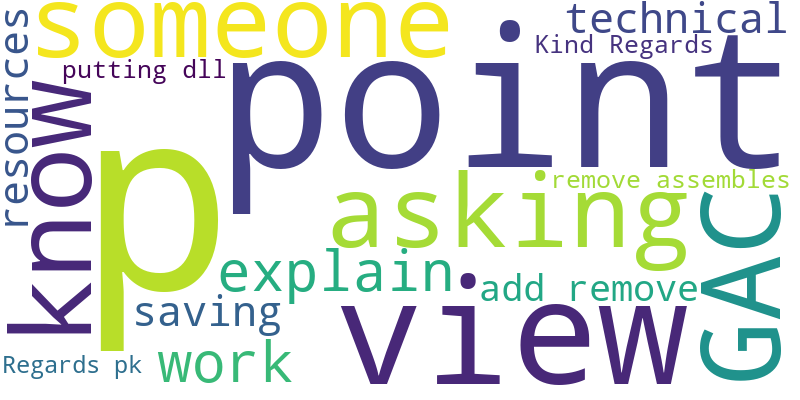 someone
technical
Kind Regards
putting dll
point
resources
know
p
asking
remove assembles
GAC
explain
add remove
saving
view
work
Regards pk